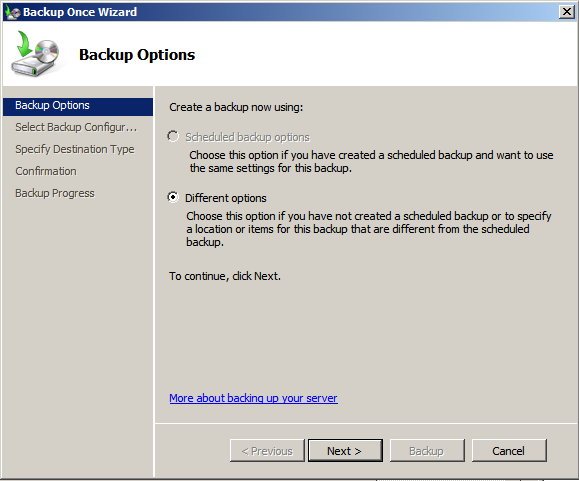 Backup Once Wizard
Backup Options
Backup Options
Select Backup Configur...
Specify Destination Type
Confirmation
Backup Progress
Create a backup now using:
Scheduled backup options
Choose this option if you have created a scheduled backup and want to use
the same settings for this backup.
Different options
Choose this option if you have not created a scheduled backup or to specify
a location or items for this backup that are different from the scheduled
backup.
To continue, click Next.
More about backing up your server
< Previous
Next >
Backup
Cancel